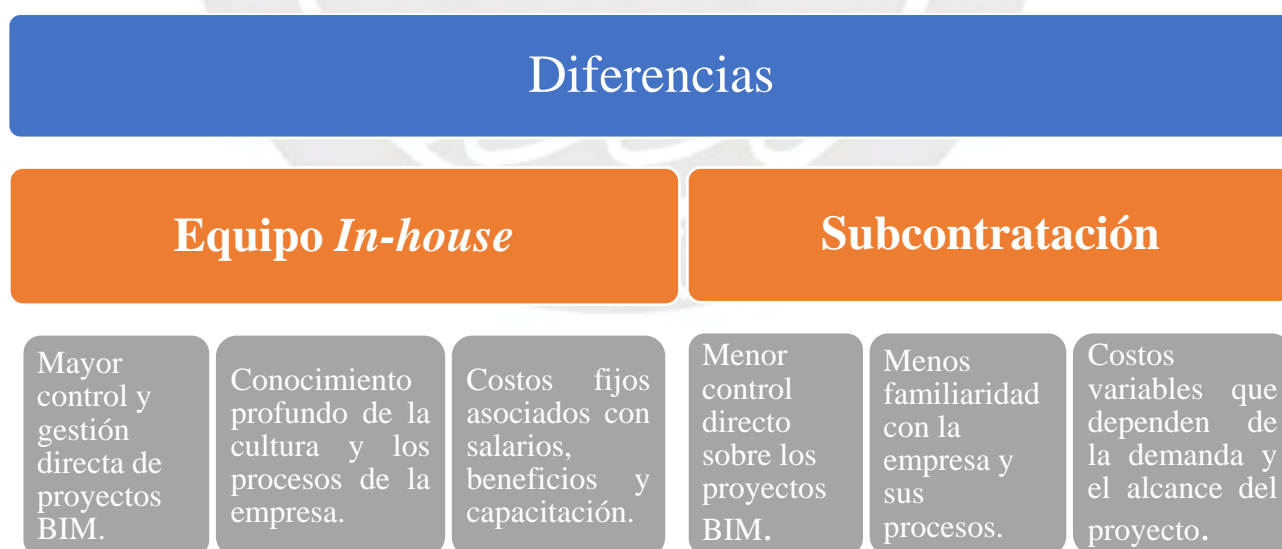 Diferencias
Equipo In-house
Subcontratación
Mayor
control y
gestión
directa de
proyectos
BIM.
Conocimiento
profundo de la
cultura y los
procesos de la
empresa.
Costos fijos
asociados con
salarios,
beneficios y
capacitación.
Menor
control
directo
sobre los
proyectos
BIM.
Menos
familiaridad
con la
empresa y
sus
procesos.
Costos
variables que
dependen de
la demanda y
el alcance del
proyecto.